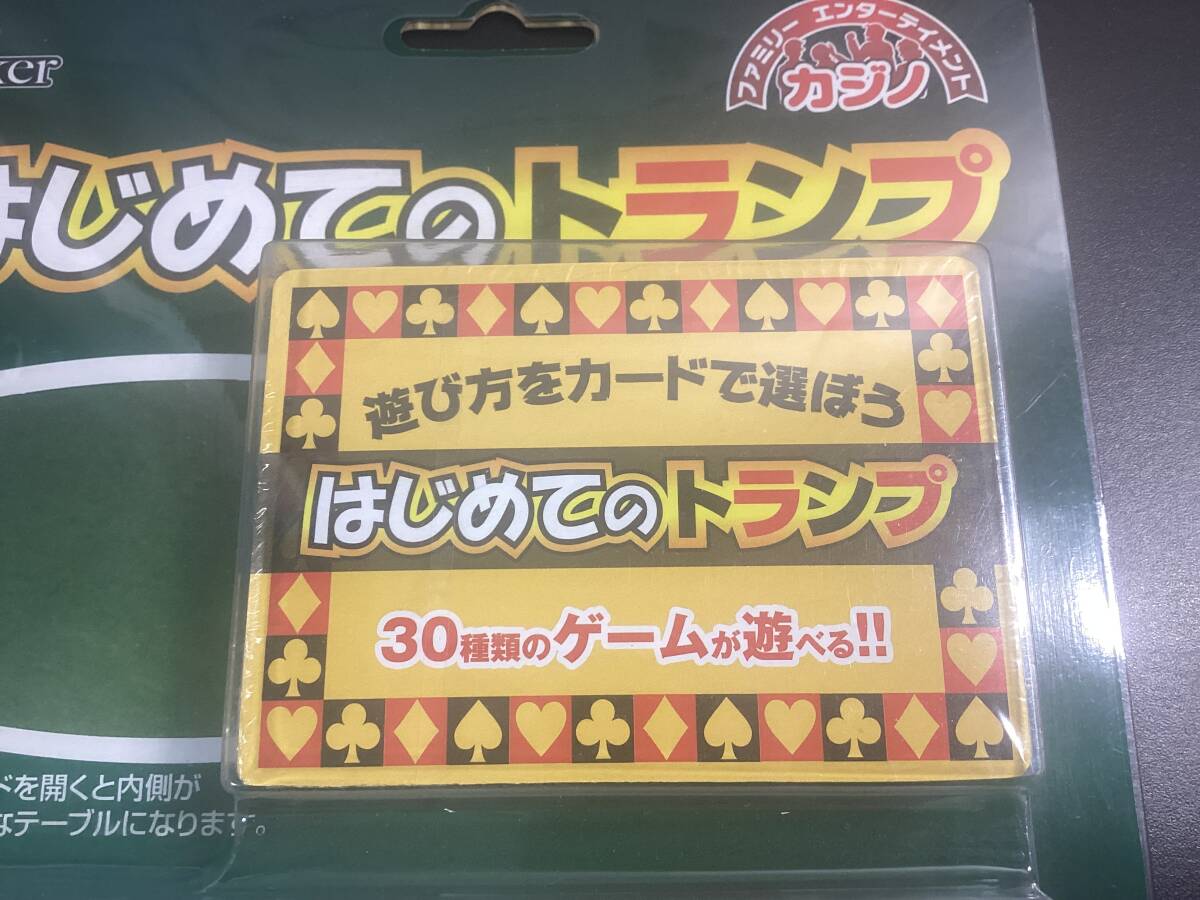 ker
ファミリー エンターテイメント
カジノ
はじめてのトランプ
遊び方をカードで選ぼう
はじめてのトランプ
30種類のゲームが遊べる!!
ドを開くと内側が
なテーブルになります。